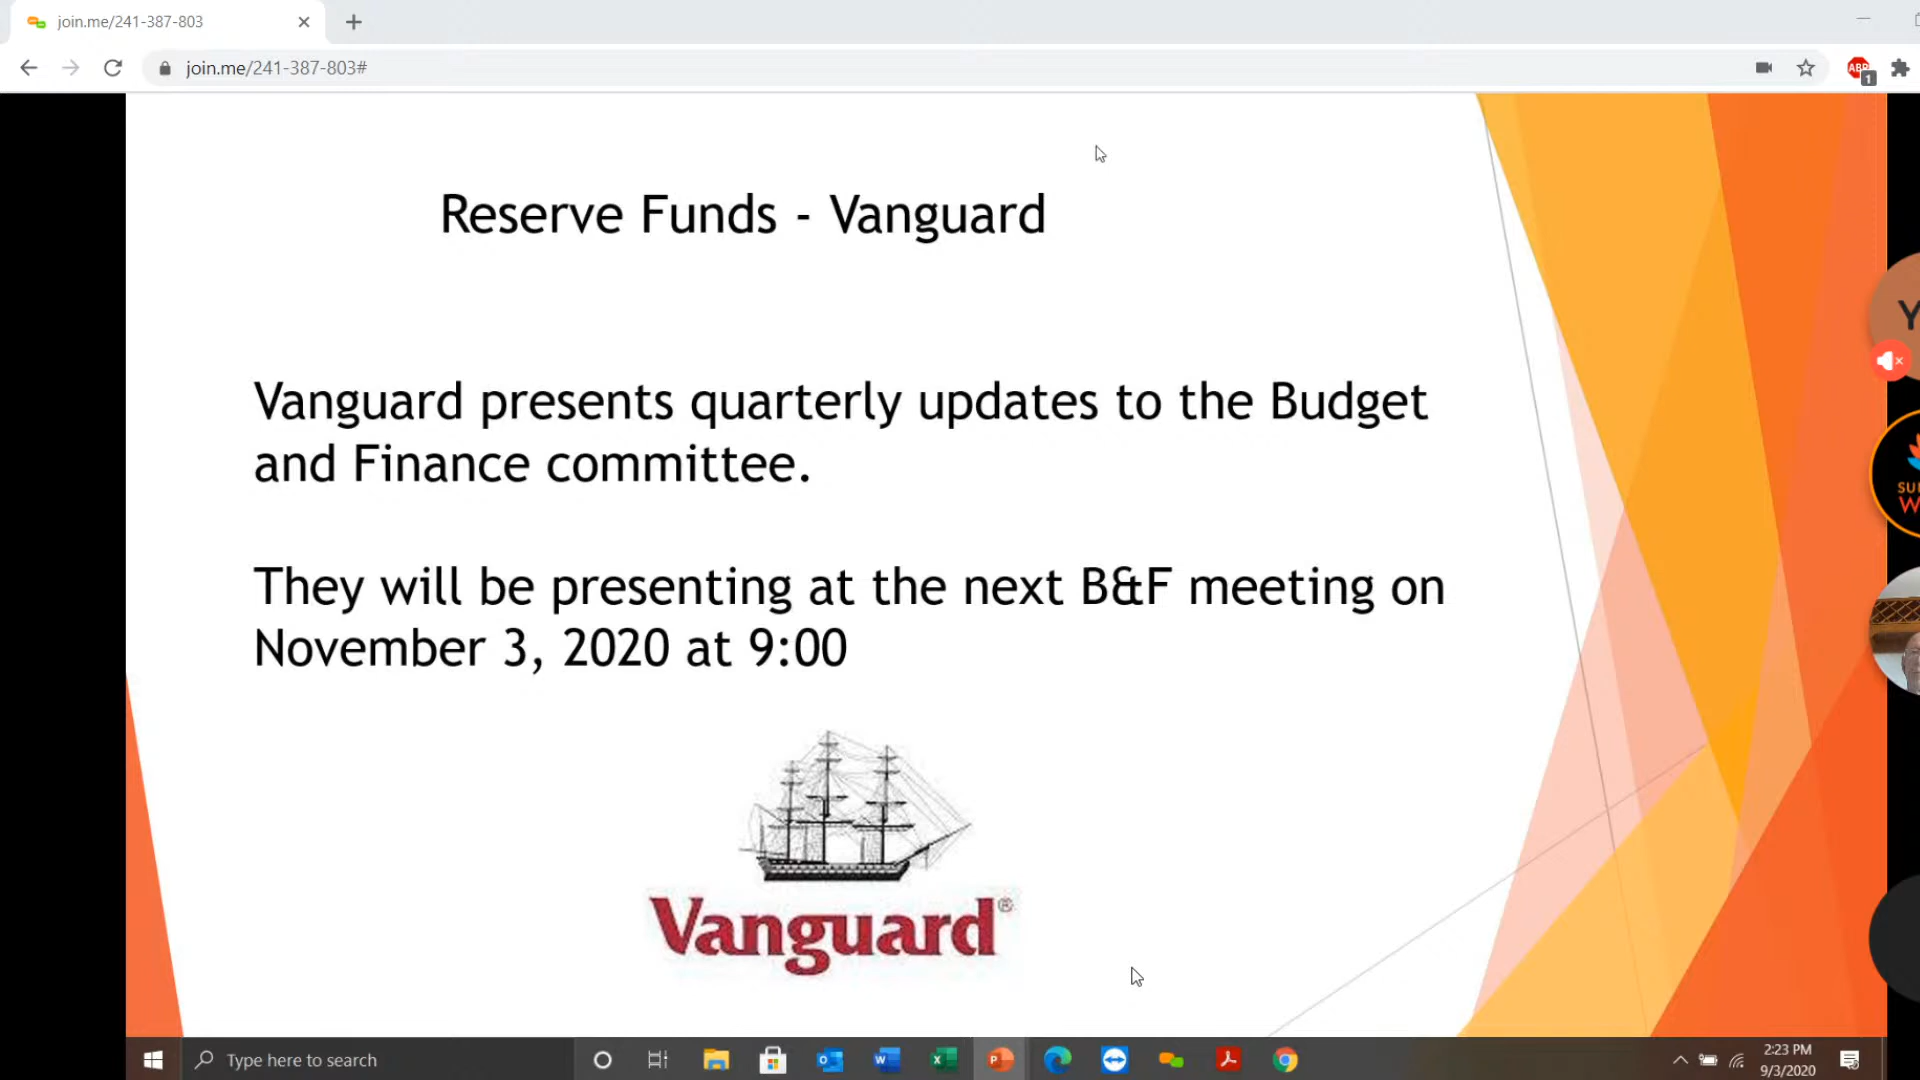 join.me/241-387-803
join.me/241-387-803#
ABP
1
Reserve Funds - Vanguard
Vanguard presents quarterly updates to the Budget
and Finance committee.
They will be presenting at the next B&F meeting on
November 3, 2020 at 9:00
Vanguard®
Y
Type here to search
2:23 PM
9/3/2020